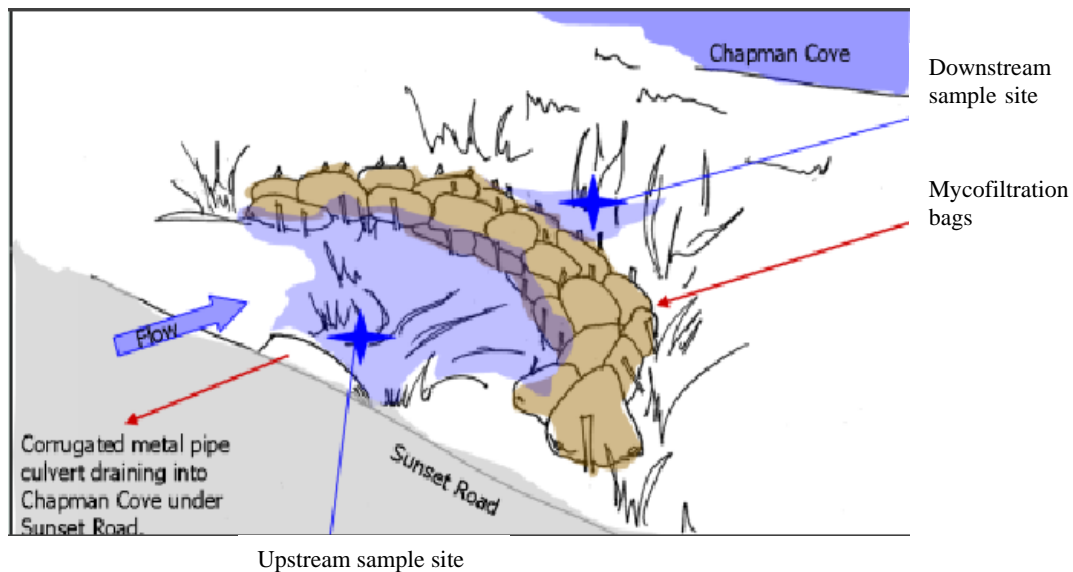 Chapman Cove
Downstream
sample site
Mycofiltration
bags
Flow
Corrugated metal pipe
culvert draining into
Chapman Cove under
Sunset Road.
Sunset Road
Upstream sample site